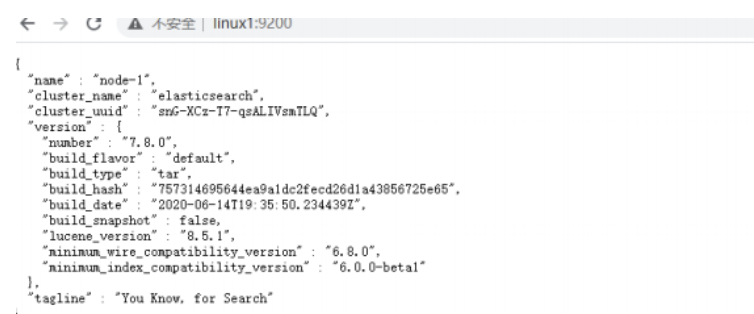 不安全 | linux1:9200
{
"name" : "node-1",
"cluster_name" : "elasticsearch",
"cluster_uuid" : "snG-XCz-T7-qsALIVsmTLQ",
"version" : {
"number" : "7.8.0",
"build_flavor" : "default",
"build_type" : "tar",
"build_hash" : "757314695644ea9a1dc2fecd26d1a43856725e65",
"build_date" : "2020-06-14T19:35:50.234439Z",
"build_snapshot" : false,
"lucene_version" : "8.5.1",
"minimum_wire_compatibility_version" : "6.8.0",
"minimum_index_compatibility_version" : "6.0.0-beta1"
},
"tagline" : "You Know, for Search"